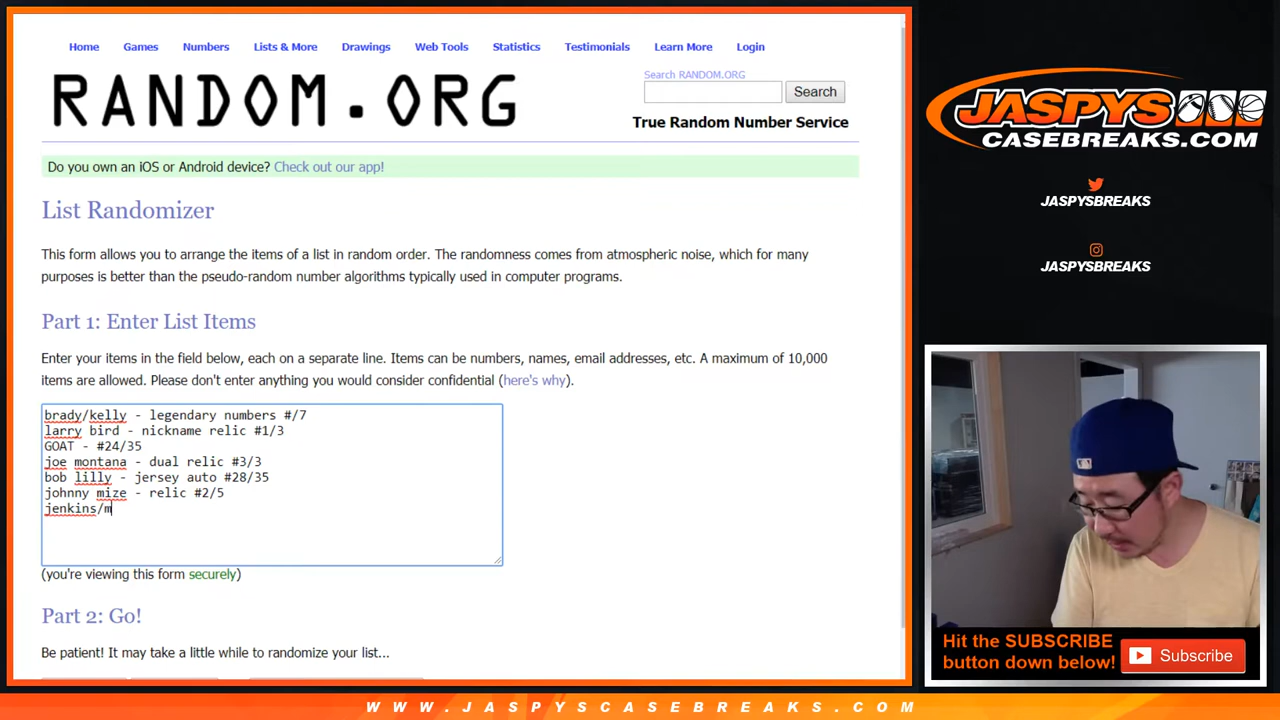 Home Games Numbers Lists & More Drawings Web Tools Statistics Testimonials Learn More Login
RANDOM.ORG
Search RANDOM.ORG
Search
True Random Number Service
Do you own an iOS or Android device? Check out our app!
List Randomizer
This form allows you to arrange the items of a list in random order. The randomness comes from atmospheric noise, which for many
purposes is better than the pseudo-random number algorithms typically used in computer programs.
Part 1: Enter List Items
Enter your items in the field below, each on a separate line. Items can be numbers, names, email addresses, etc. A maximum of 10,000
items are allowed. Please don't enter anything you would consider confidential (here's why).
brady/kelly - legendary numbers #/7
larry bird - nickname relic #1/3
GOAT - #24/35
joe montana - dual relic #3/3
bob lilly - jersey auto #28/35
johnny mize - relic #2/5
jenkins/m
(you're viewing this form securely)
Part 2: Go!
Be patient! It may take a little while to randomize your list...
JASPYS
CASEBREAKS.COM
JASPYSBREAKS
JASPYSBREAKS
Hit the SUBSCRIBE
button down below!
Subscribe
WWW.JASPYSCASEBREAKS.COM